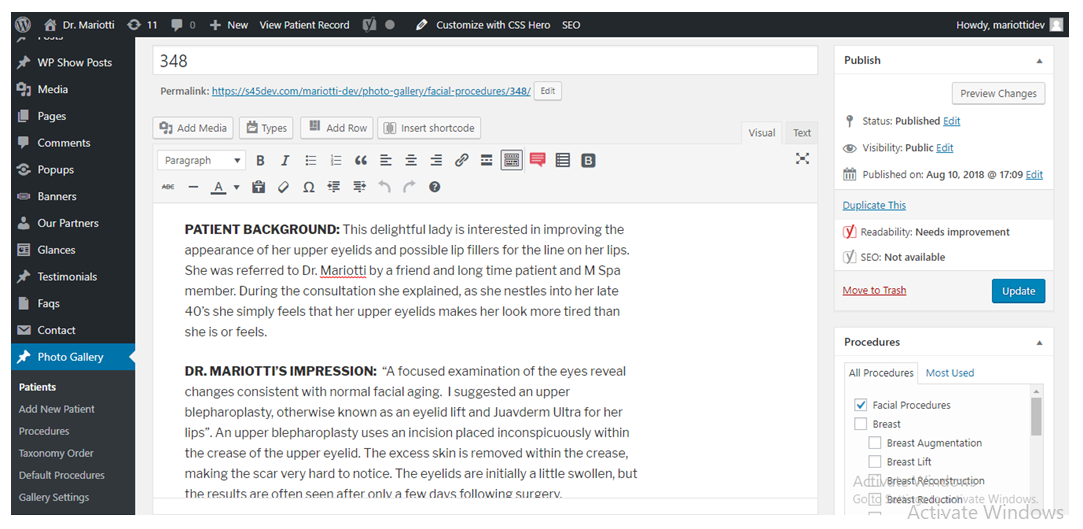 Dr. Mariotti 11 0 New View Patient Record Customize with CSS Hero SEO Howdy, mariottidev
Posts
WP Show Posts
Media
Pages
Comments
Popups
Banners
Our Partners
Glances
Testimonials
Faqs
Contact
Photo Gallery
Patients
Add New Patient
Procedures
Taxonomy Order
Default Procedures
Gallery Settings
348
Permalink: https://s45dev.com/mariotti-dev/photo-gallery/facial-procedures/348/ Edit
Add Media Types Add Row Insert shortcode Visual Text
Paragraph B I B
ABC A
PATIENT BACKGROUND: This delightful lady is interested in improving the
appearance of her upper eyelids and possible lip fillers for the line on her lips.
She was referred to Dr. Mariotti by a friend and long time patient and M Spa
member. During the consultation she explained, as she nestles into her late
40’s she simply feels that her upper eyelids makes her look more tired than
she is or feels.
DR. MARIOTTI’S IMPRESSION: “A focused examination of the eyes reveal
changes consistent with normal facial aging. I suggested an upper
blepharoplasty, otherwise known as an eyelid lift and Juavderm Ultra for her
lips”. An upper blepharoplasty uses an incision placed inconspicuously within
the crease of the upper eyelid. The excess skin is removed within the crease,
making the scar very hard to notice. The eyelids are initially a little swollen, but
the results are often seen after only a few days following surgery.
Publish
Preview Changes
Status: Published Edit
Visibility: Public Edit
Published on: Aug 10, 2018 @ 17:09 Edit
Duplicate This
Readability: Needs improvement
SEO: Not available
Move to Trash Update
Procedures
All Procedures Most Used
Facial Procedures
Breast
Breast Augmentation
Breast Lift
Breast Reconstruction
Breast Reduction
Activate Windows
Go to Settings to activate Windows.
Activate Windows